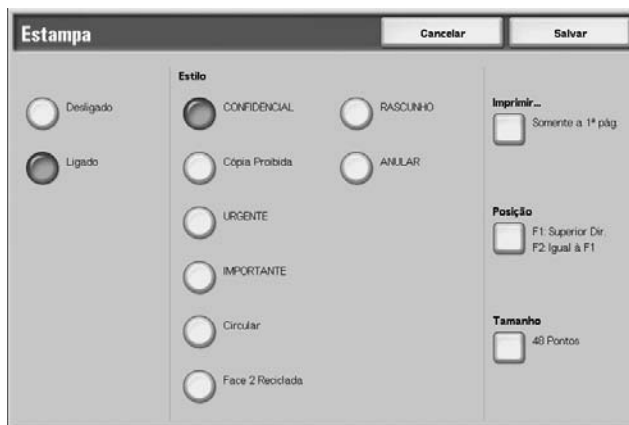 Estampa
Cancelar
Salvar
Desligado
Ligado
Estilo
CONFIDENCIAL
Cópia Proibida
URGENTE
IMPORTANTE
Circular
Face 2 Reciclada
RASCUNHO
ANULAR
Imprimir...
Somente a 1ª pág.
Posição
F1: Superior Dir.
F2: Igual à F1
Tamanho
48 Pontos